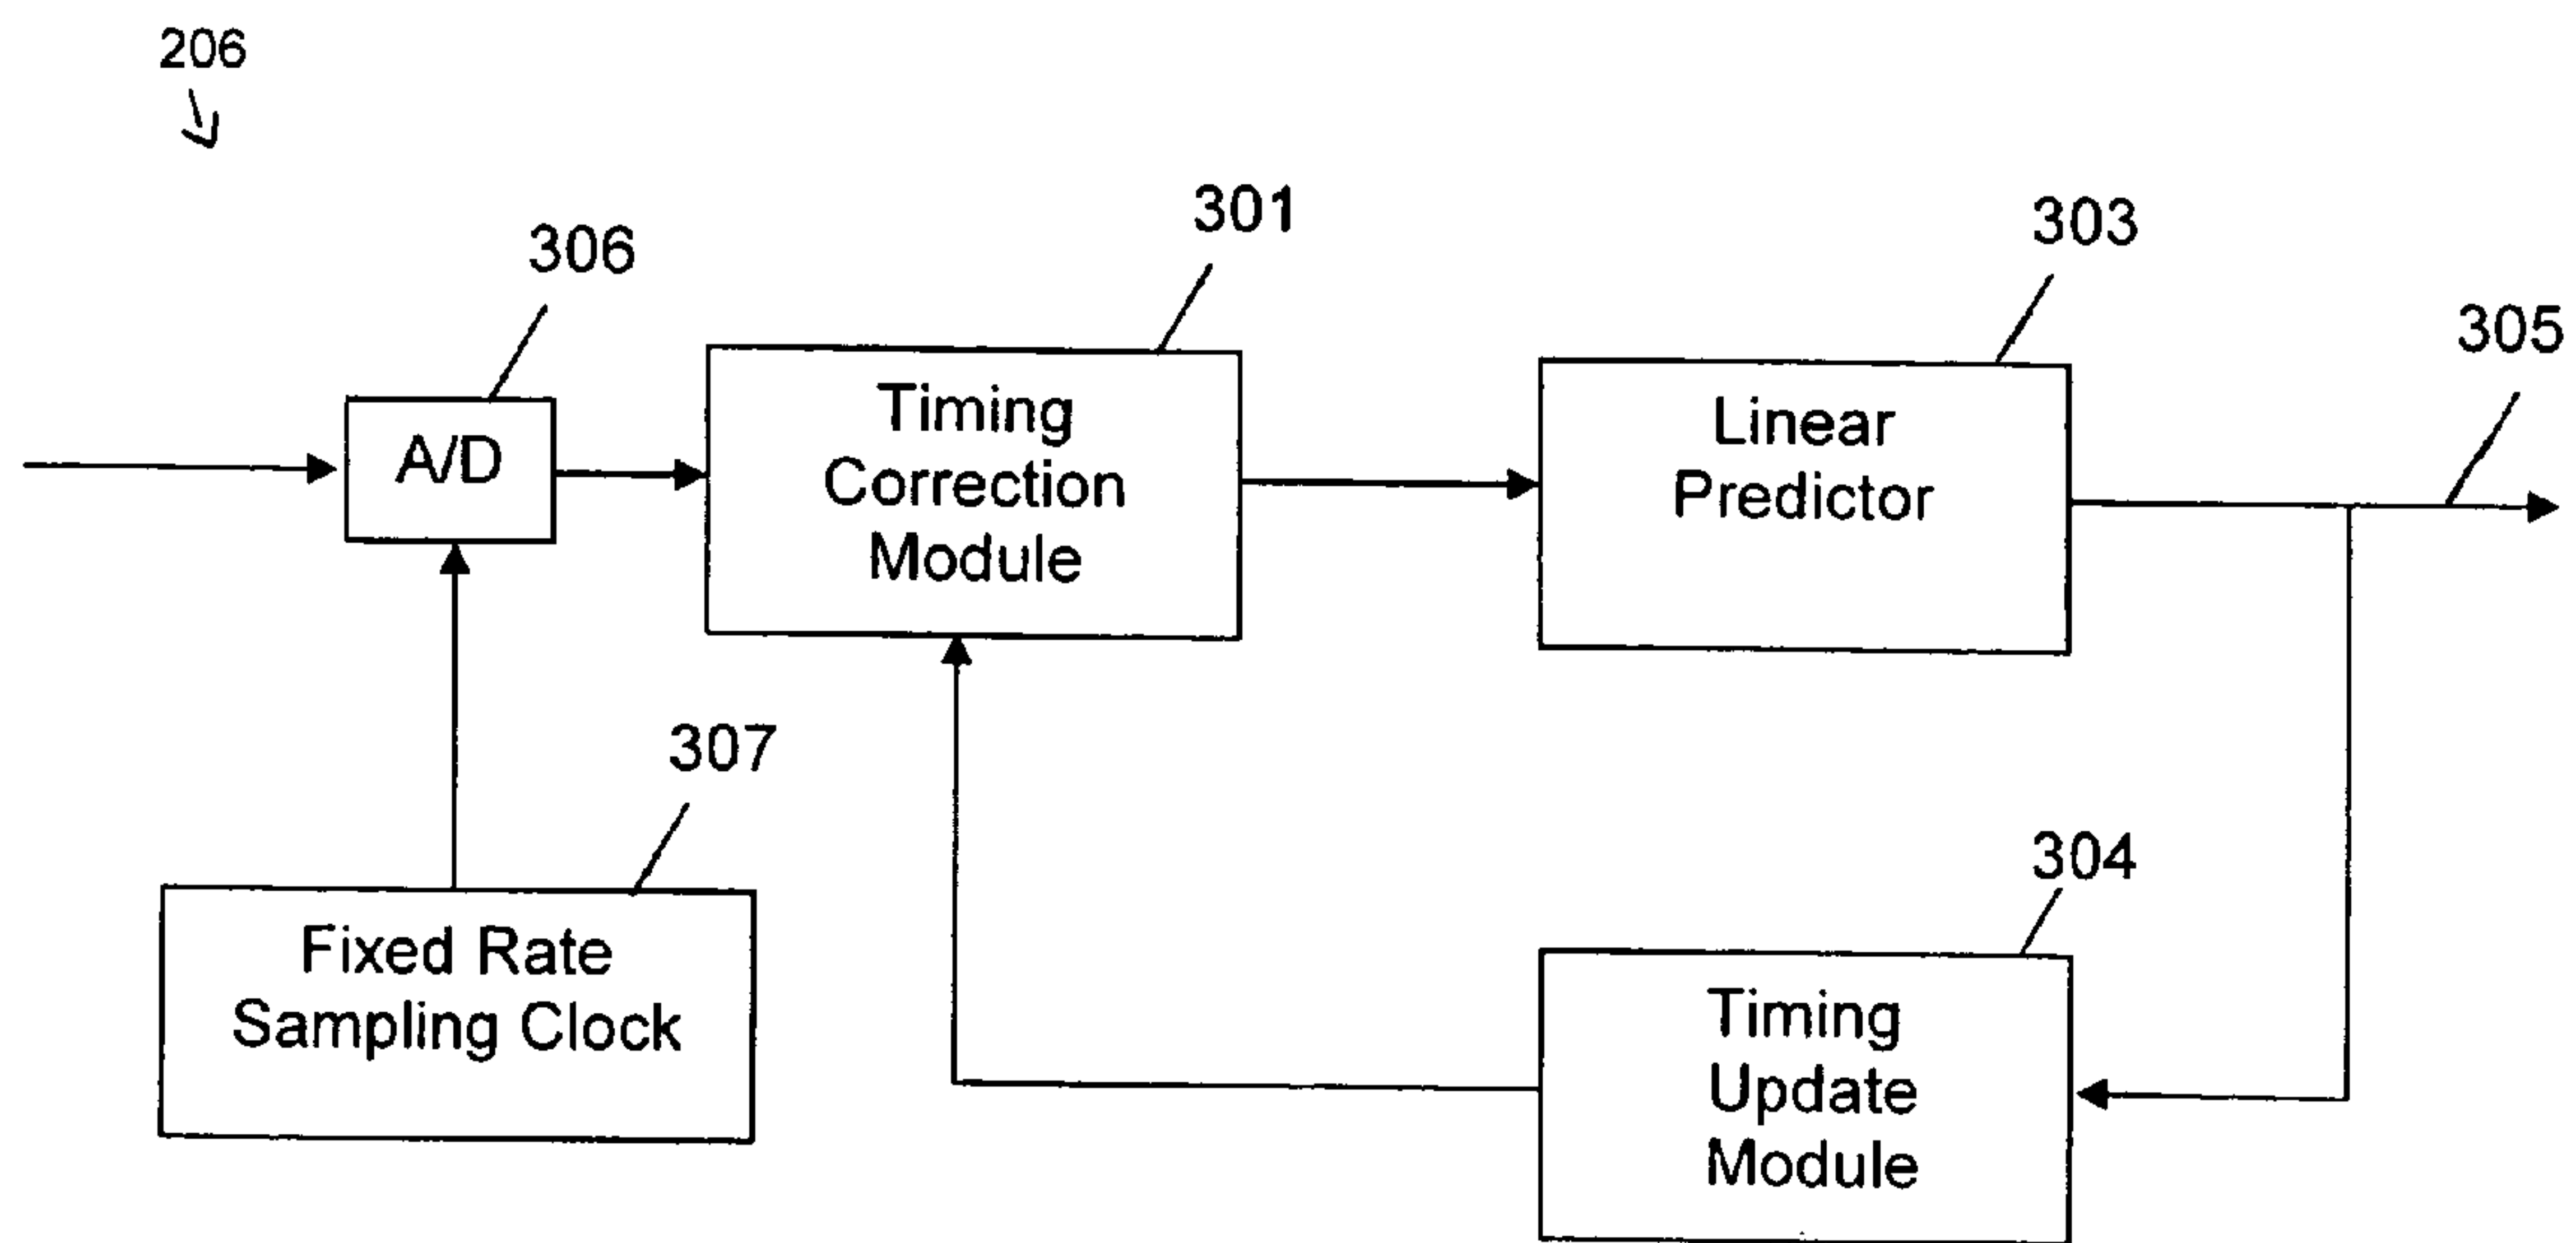 206
301
303
306
305
A/D
Timing
Correction
Module
Linear
Predictor
307
304
Fixed Rate
Sampling Clock
Timing
Update
Module